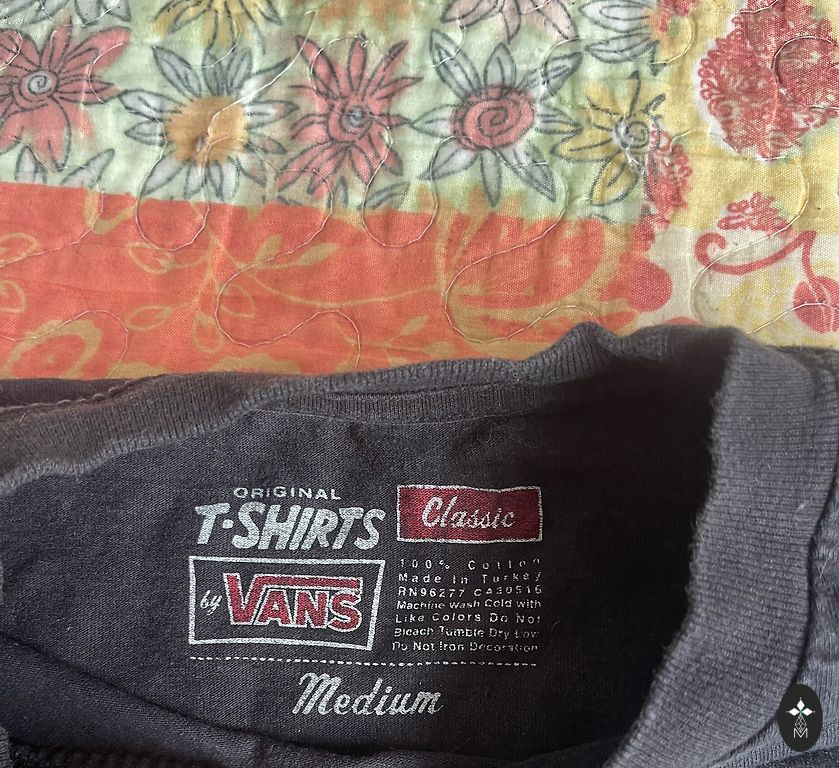 ORIGINAL
T-SHIRTS
by VANS
Classic
100% Cotton
Made In Turkey
RN96277 CA30516
Machine Wash Cold with
Like Colors Do Not
Bleach Tumble Dry Low
Do Not Iron Decoration
Medium
M